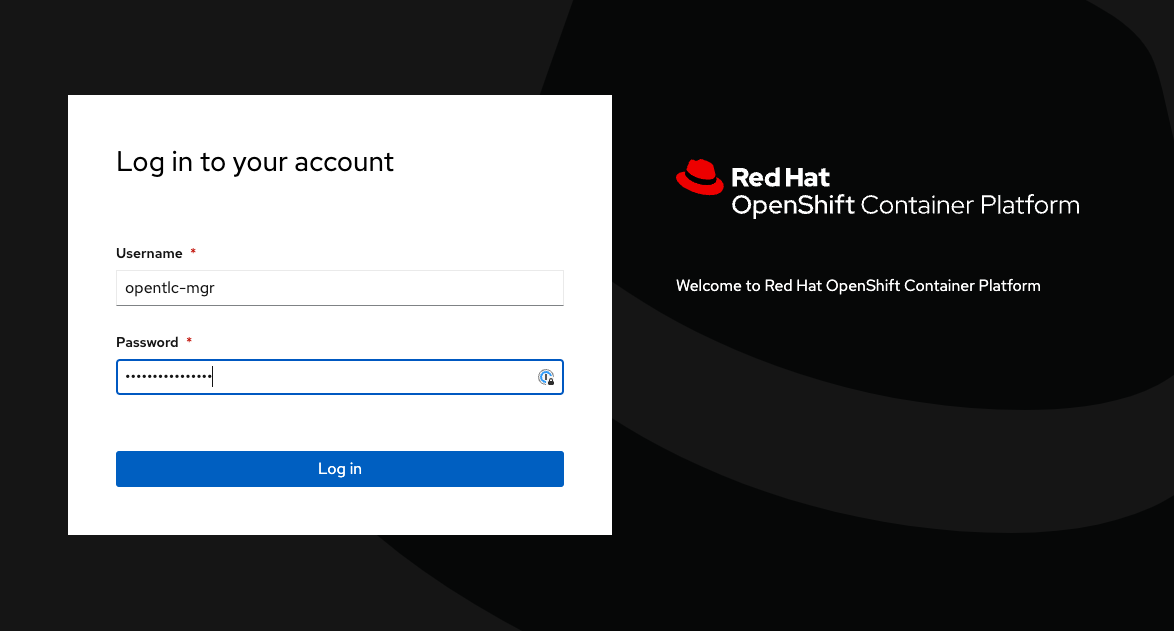 Log in to your account
Username *
opentlc-mgr
Password *
••••••••••••••••
Log in
Red Hat
OpenShift Container Platform
Welcome to Red Hat OpenShift Container Platform